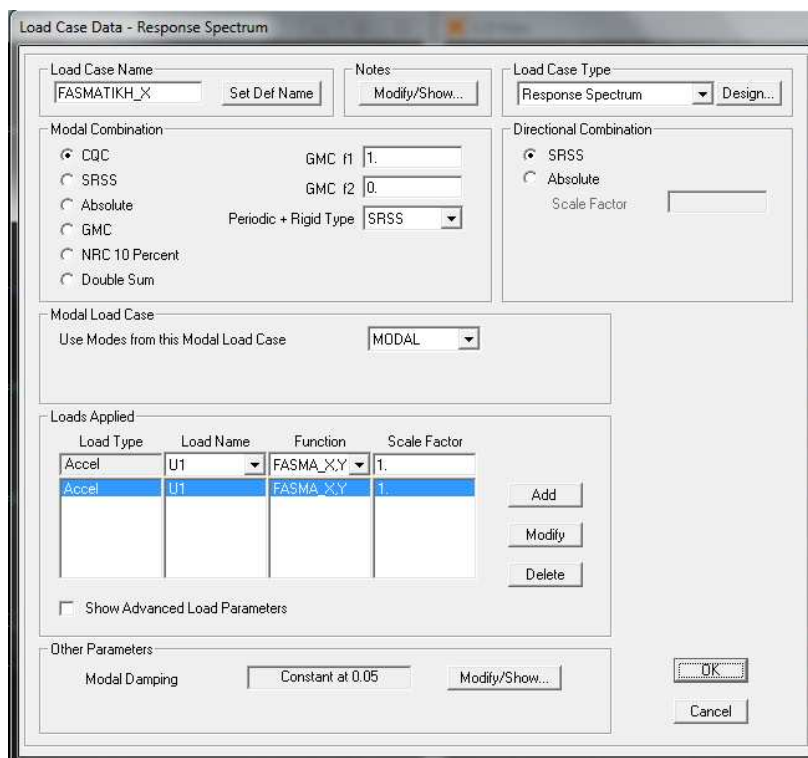 Load Case Data - Response Spectrum
Load Case Name
FASMATIKH_X
Set Def Name
Notes
Modify/Show...
Load Case Type
Response Spectrum
Design...
Modal Combination
CQC
SRSS
Absolute
GMC
NRC 10 Percent
Double Sum
GMC f1 1.
GMC f2 0.
Periodic + Rigid Type SRSS
Directional Combination
SRSS
Absolute
Scale Factor
Modal Load Case
Use Modes from this Modal Load Case MODAL
Loads Applied
Load Type Load Name Function Scale Factor
Accel U1 FASMA_X,Y 1.
Accel U1 FASMA_X,Y 1.
Add
Modify
Delete
Show Advanced Load Parameters
Other Parameters
Modal Damping Constant at 0.05 Modify/Show...
OK
Cancel